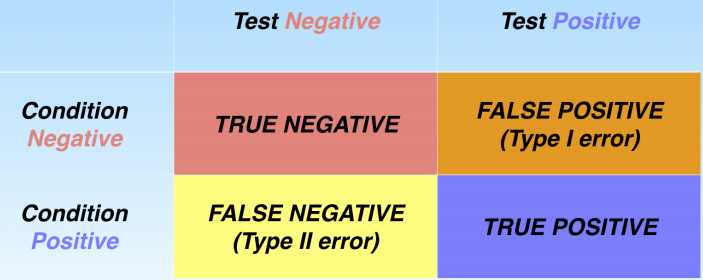 Test Negative
Test Positive
Condition
Negative
TRUE NEGATIVE
FALSE POSITIVE
(Type I error)
Condition
Positive
FALSE NEGATIVE
(Type II error)
TRUE POSITIVE